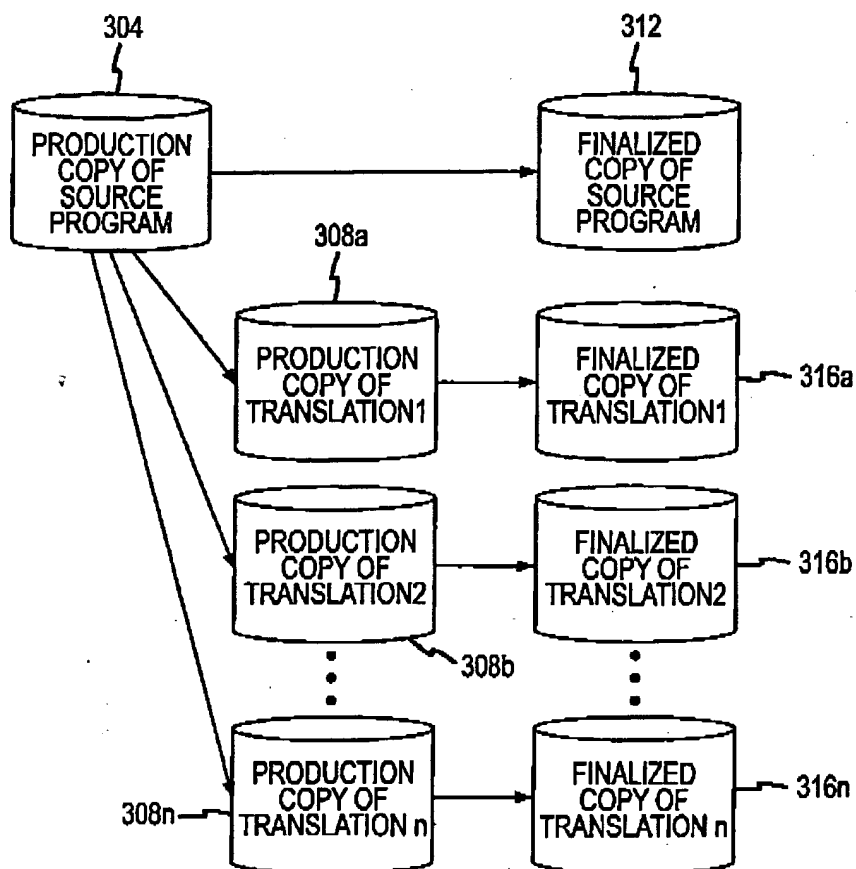 304
312
PRODUCTION
COPY OF
SOURCE
PROGRAM
FINALIZED
COPY OF
SOURCE
PROGRAM
308a
PRODUCTION
COPY OF
TRANSLATION1
FINALIZED
COPY OF
TRANSLATION1
316a
PRODUCTION
COPY OF
TRANSLATION2
FINALIZED
COPY OF
TRANSLATION2
316b
308b
PRODUCTION
COPY OF
TRANSLATION n
FINALIZED
COPY OF
TRANSLATION n
308n
316n